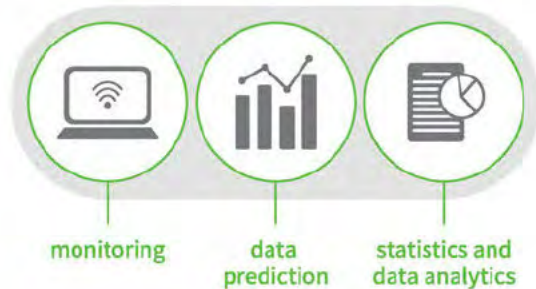 monitoring
data
prediction
statistics and
data analytics